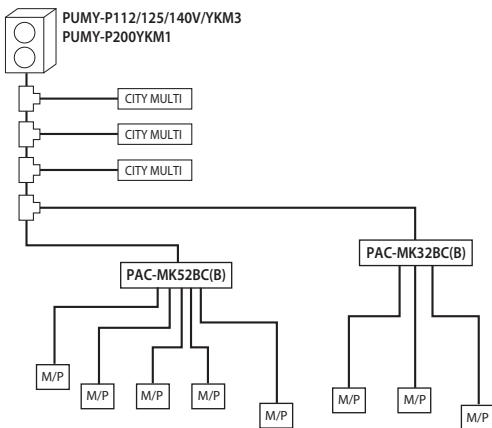 PUMY-P112/125/140V/YKM3
PUMY-P200YKM1
CITY MULTI
CITY MULTI
CITY MULTI
PAC-MK32BC(B)
PAC-MK52BC(B)
M/P
M/P
M/P
M/P
M/P
M/P
M/P
M/P